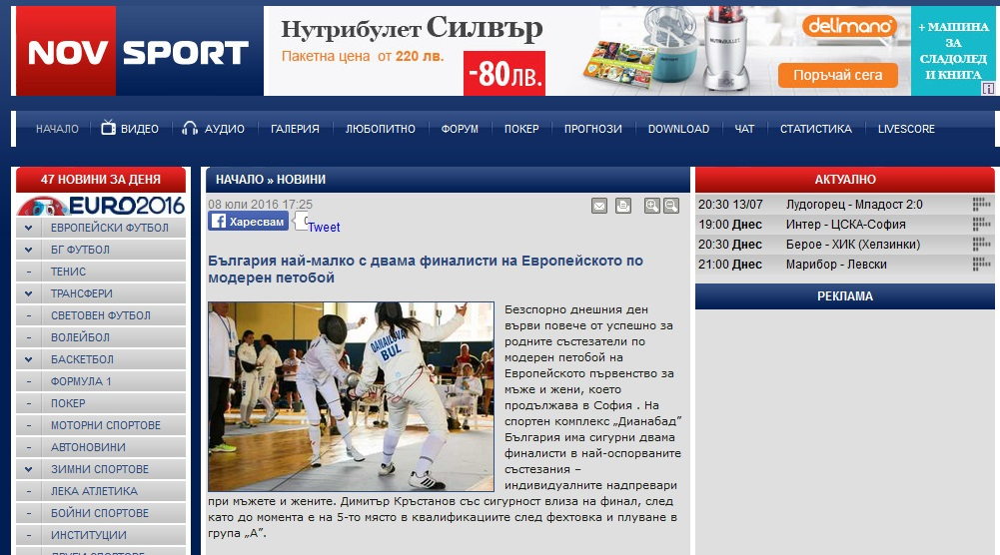 NOV SPORT
Нутрибулет Силвър
Пакетна цена от 220 лв.
-80лв.
delimano
Поръчай сега
+ МАШИНА
ЗА
СЛАДОЛЕД
И КНИГА
НАЧАЛО ВИДЕО АУДИО ГАЛЕРИЯ ЛЮБОПИТНО ФОРУМ ПОКЕР ПРОГНОЗИ DOWNLOAD ЧАТ СТАТИСТИКА LIVESCORE
47 НОВИНИ ЗА ДЕНЯ
EURO2016
ЕВРОПЕЙСКИ ФУТБОЛ
БГ ФУТБОЛ
ТЕНИС
ТРАНСФЕРИ
СВЕТОВЕН ФУТБОЛ
ВОЛЕЙБОЛ
БАСКЕТБОЛ
ФОРМУЛА 1
ПОКЕР
МОТОРНИ СПОРТОВЕ
АВТОНОВИНИ
ЗИМНИ СПОРТОВЕ
ЛЕКА АТЛЕТИКА
БОЙНИ СПОРТОВЕ
ИНСТИТУЦИИ
ДРУГИ СПОРТОВЕ
НАЧАЛО » НОВИНИ
08 юли 2016 17:25
Харесвам
Tweet
България най-малко с двама финалисти на Европейското по
модерен петобой
DANAILOVA
BUL
Безспорно днешния ден
върви повече от успешно за
родните състезатели по
модерен петобой на
Европейското първенство за
мъже и жени, което
продължава в София . На
спортен комплекс „Дианабад”
България има сигурни двама
финалисти в най-оспорваните
състезания –
индивидуалните надпревари
при мъжете и жените. Димитър Кръстанов със сигурност влиза на финал, след
като до момента е на 5-то място в квалификациите след фехтовка и плуване в
група „А”.
АКТУАЛНО
20:30 13/07 Лудогорец - Младост 2:0
19:00 Днес Интер - ЦСКА-София
20:30 Днес Берое - ХИК (Хелзинки)
21:00 Днес Марибор - Левски
РЕКЛАМА